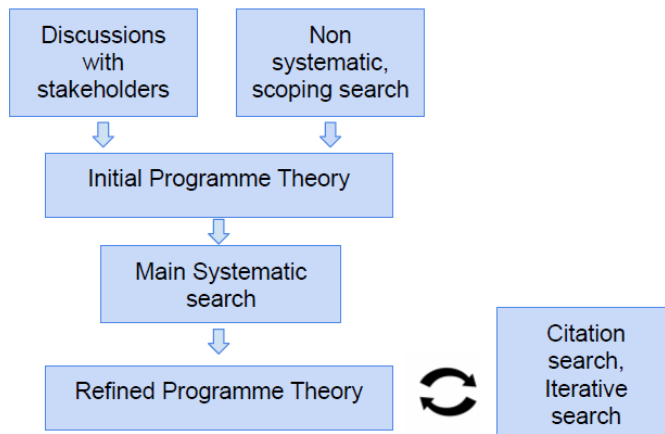 Discussions
with
stakeholders
Non
systematic,
scoping search
Initial Programme Theory
Main Systematic
search
Refined Programme Theory
Citation
search,
Iterative
search